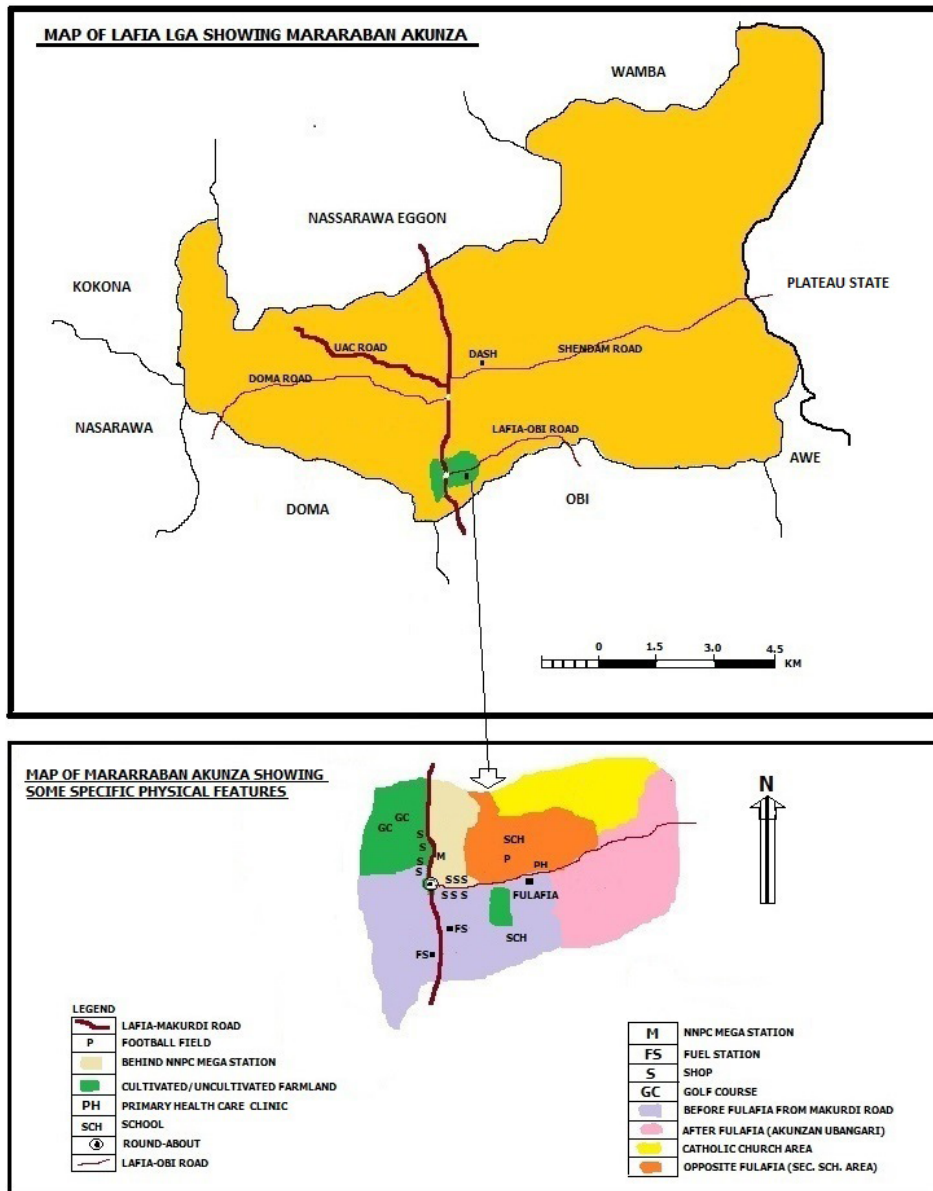 MAP OF LAFIA LGA SHOWING MARARABAN AKUNZA
WAMBA
NASSARAWA EGGON
KOKONA
PLATEAU STATE
UAC ROAD
DASH
SHENDAM ROAD
DOMA ROAD
NASARAWA
LAFIA-OBI ROAD
AWE
DOMA
OBI
0 1.5 3.0 4.5
KM
MAP OF MARARRABAN AKUNZA SHOWING
SOME SPECIFIC PHYSICAL FEATURES
N
GC
GC
S
S
S
S
M
SCH
P
PH
S S S
S S S
FULAFIA
FS
SCH
FS
LEGEND
LAFIA-MAKURDI ROAD
P FOOTBALL FIELD
BEHIND NNPC MEGA STATION
CULTIVATED/UNCULTIVATED FARMLAND
PH PRIMARY HEALTH CARE CLINIC
SCH SCHOOL
ROUND-ABOUT
LAFIA-OBI ROAD
M NNPC MEGA STATION
FS FUEL STATION
S SHOP
GC GOLF COURSE
BEFORE FULAFIA FROM MAKURDI ROAD
AFTER FULAFIA (AKUNZAN UBANGARI)
CATHOLIC CHURCH AREA
OPPOSITE FULAFIA (SEC. SCH. AREA)